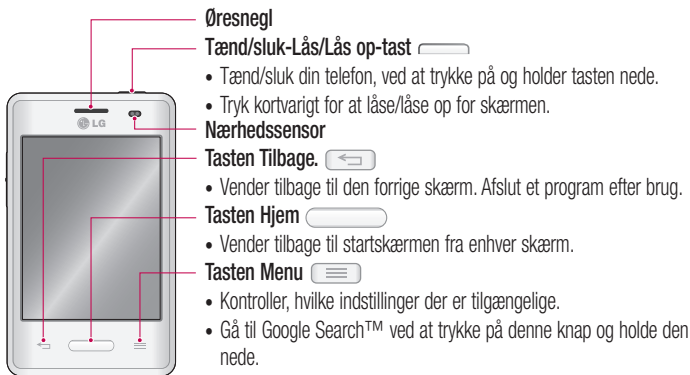 Øresnegl
Tænd/sluk-Lås/Lås op-tast
• Tænd/sluk din telefon, ved at trykke på og holder tasten nede.
• Tryk kortvarigt for at låse/låse op for skærmen.
LG
Nærhedssensor
Tasten Tilbage.
• Vender tilbage til den forrige skærm. Afslut et program efter brug.
Tasten Hjem
• Vender tilbage til startskærmen fra enhver skærm.
Tasten Menu
• Kontroller, hvilke indstillinger der er tilgængelige.
• Gå til Google Search™ ved at trykke på denne knap og holde den
nede.